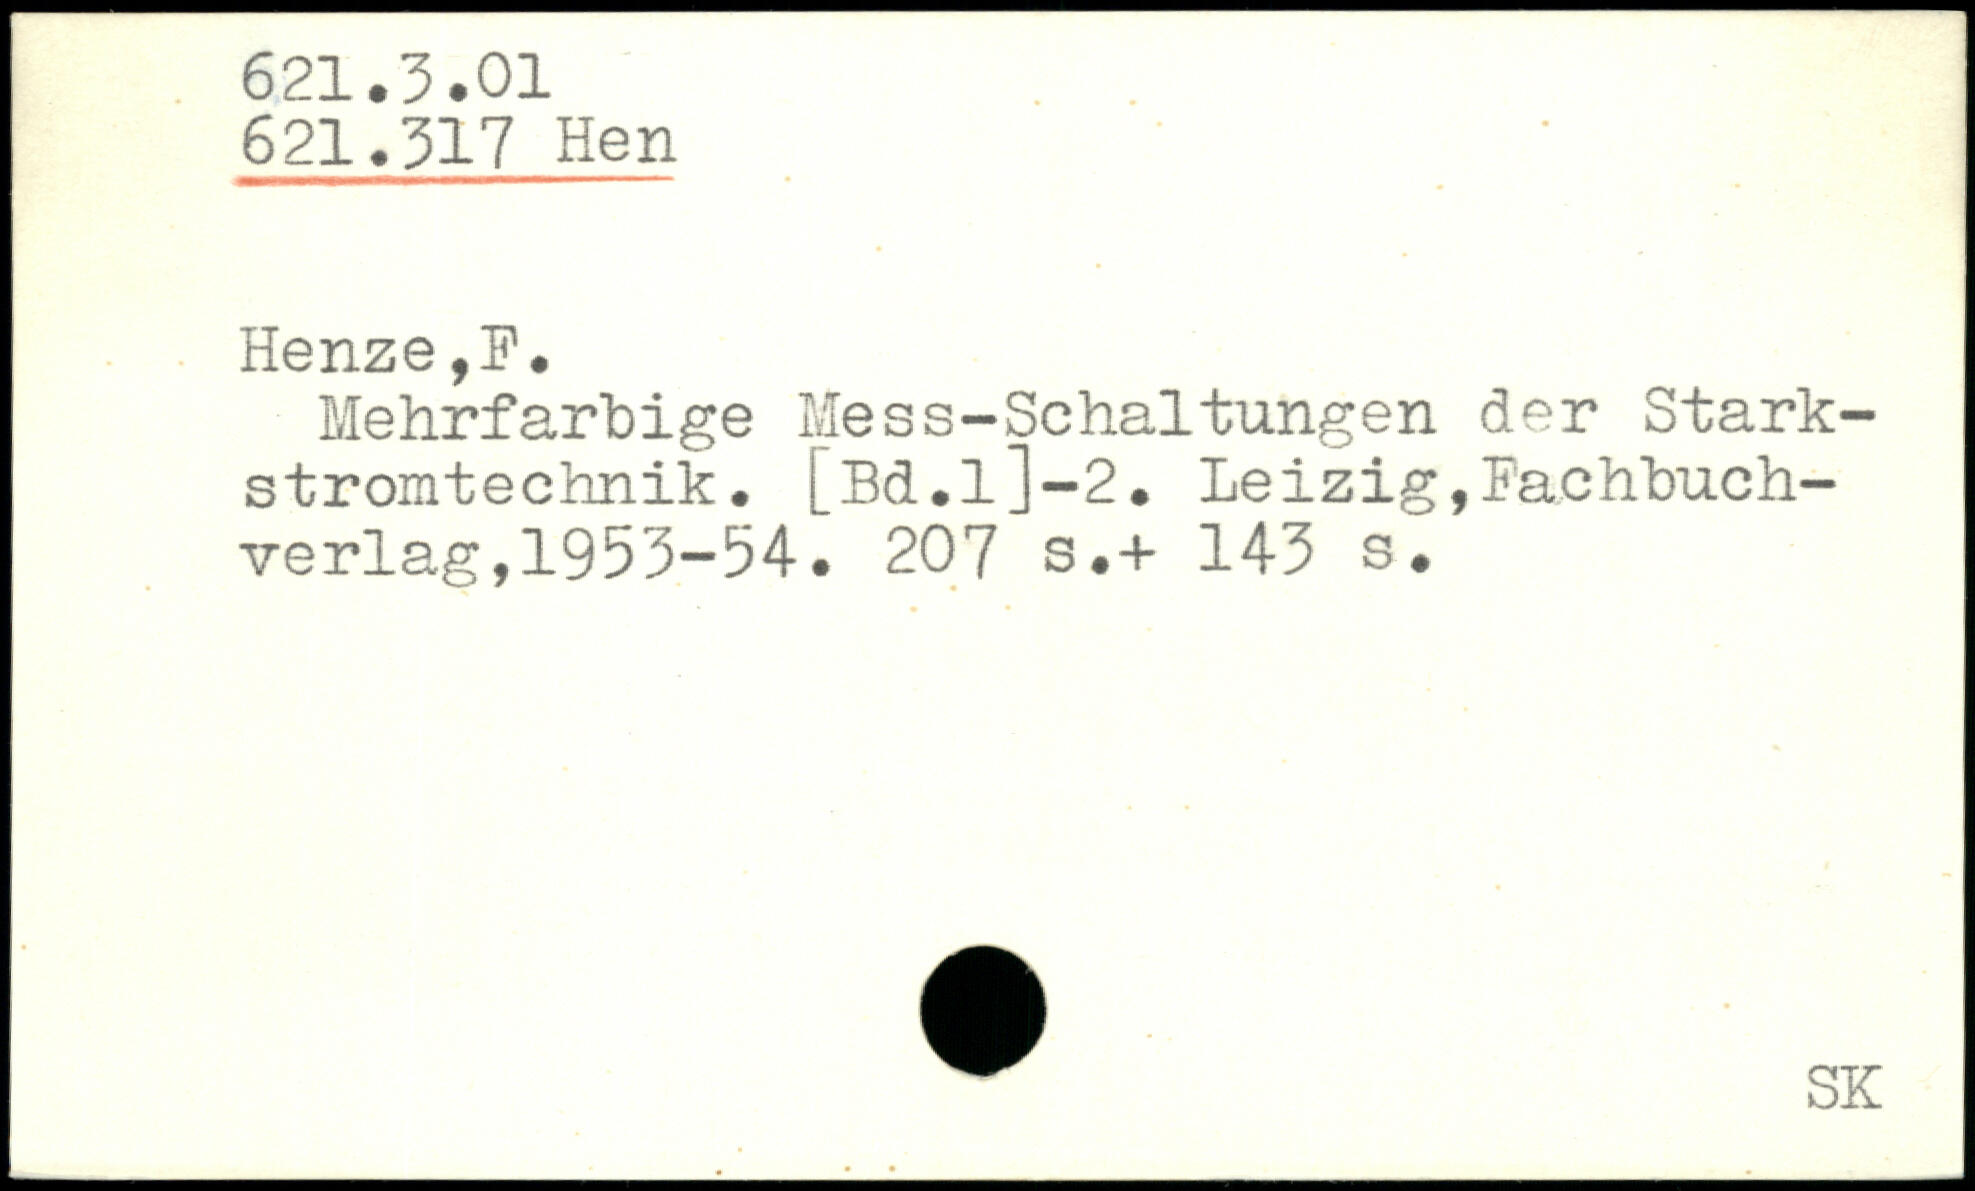 621.3.01
621.317 Hen
Henze,F.
Mehrfarbige Mess-Schaltungen der Stark-
stromtechnik. [Bd.1]-2. Leizig,Fachbuch-
verlag,1953-54. 207 s.+ 143 s.
SK